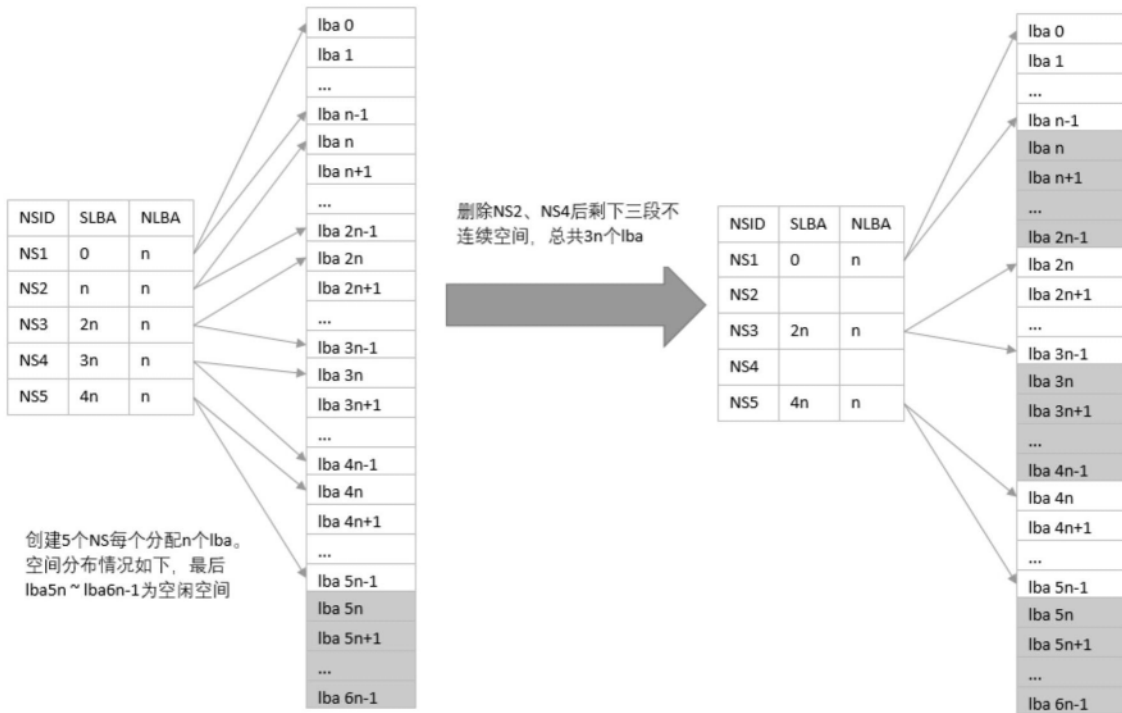 NSID SLBA NLBA
NS1 0 n
NS2 n n
NS3 2n n
NS4 3n n
NS5 4n n
创建5个NS每个分配n个lba。
空间分布情况如下，最后
lba5n ~ lba6n-1为空闲空间
lba 0
lba 1
...
lba n-1
lba n
lba n+1
...
lba 2n-1
lba 2n
lba 2n+1
...
lba 3n-1
lba 3n
lba 3n+1
...
lba 4n-1
lba 4n
lba 4n+1
...
lba 5n-1
lba 5n
lba 5n+1
...
lba 6n-1
删除NS2、NS4后剩下三段不
连续空间，总共3n个lba
NSID SLBA NLBA
NS1 0 n
NS2
NS3 2n n
NS4
NS5 4n n
lba 0
lba 1
...
lba n-1
lba n
lba n+1
...
lba 2n-1
lba 2n
lba 2n+1
...
lba 3n-1
lba 3n
lba 3n+1
...
lba 4n-1
lba 4n
lba 4n+1
...
lba 5n-1
lba 5n
lba 5n+1
...
lba 6n-1